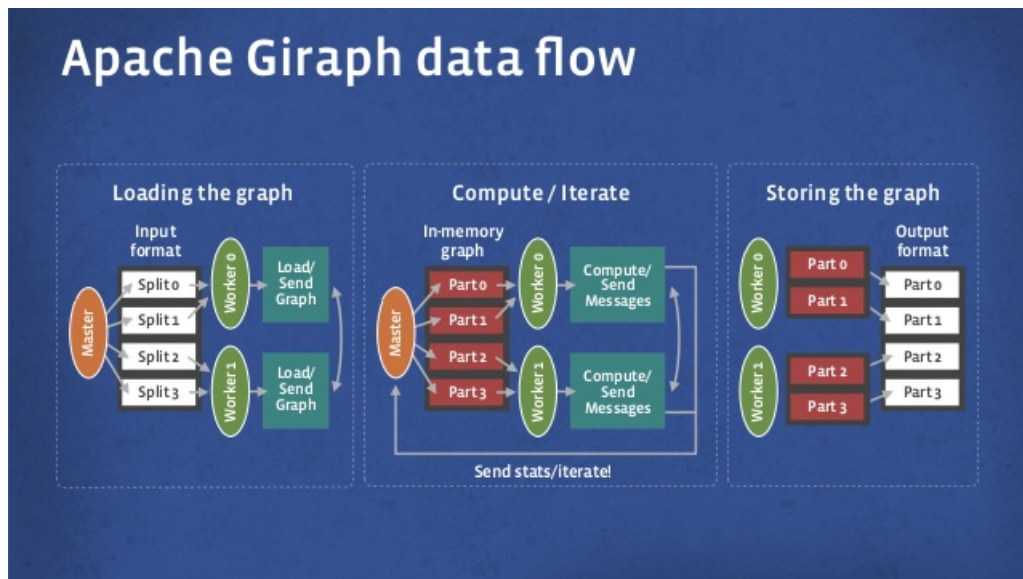 Apache Giraph data flow
Loading the graph
Input
format
Master
Split 0
Split 1
Split 2
Split 3
Worker 0
Worker 1
Load/
Send
Graph
Load/
Send
Graph
Compute / Iterate
In-memory
graph
Master
Part 0
Part 1
Part 2
Part 3
Worker 0
Worker 1
Compute/
Send
Messages
Compute/
Send
Messages
Send stats/iterate!
Storing the graph
Worker 0
Worker 1
Part 0
Part 1
Part 2
Part 3
Output
format
Part 0
Part 1
Part 2
Part 3